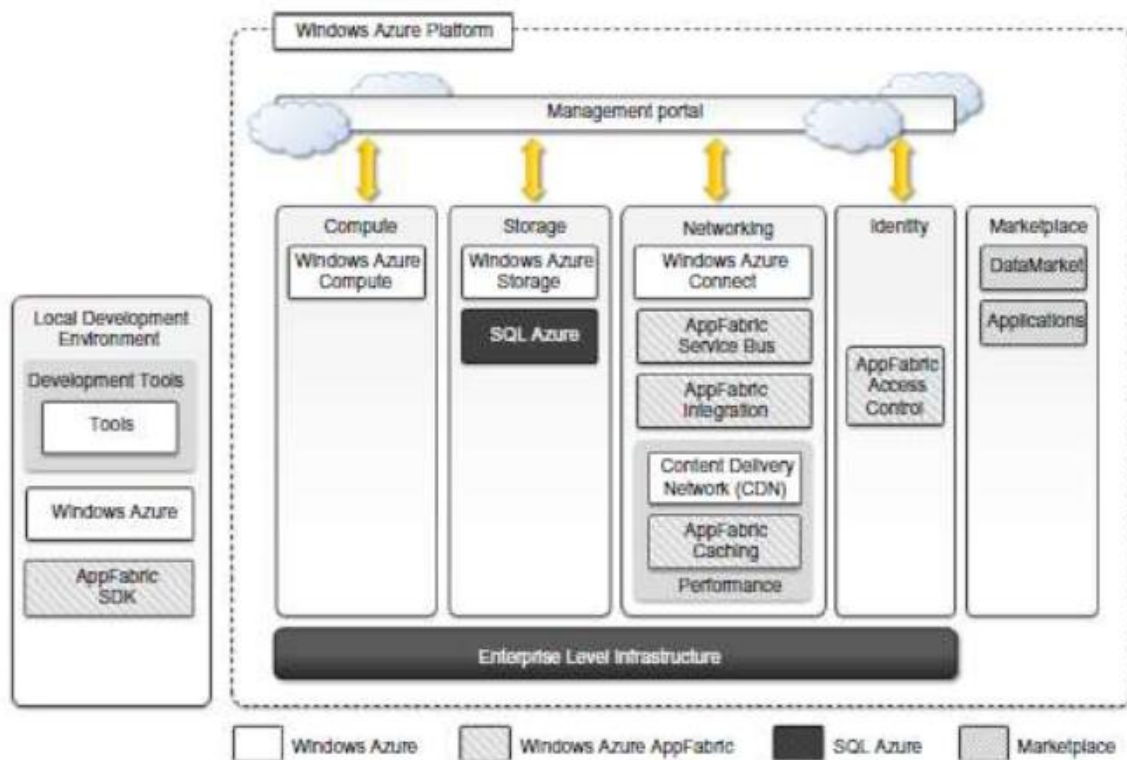 Windows Azure Platform
Management portal
Local Development
Environment
Development Tools
Tools
Windows Azure
AppFabric
SDK
Compute
Windows Azure
Compute
Storage
Windows Azure
Storage
SQL Azure
Networking
Windows Azure
Connect
AppFabric
Service Bus
AppFabric
Integration
Content Delivery
Network (CDN)
AppFabric
Caching
Performance
Identity
AppFabric
Access
Control
Marketplace
DataMarket
Applications
Enterprise Level Infrastructure
Windows Azure
Windows Azure AppFabric
SQL Azure
Marketplace